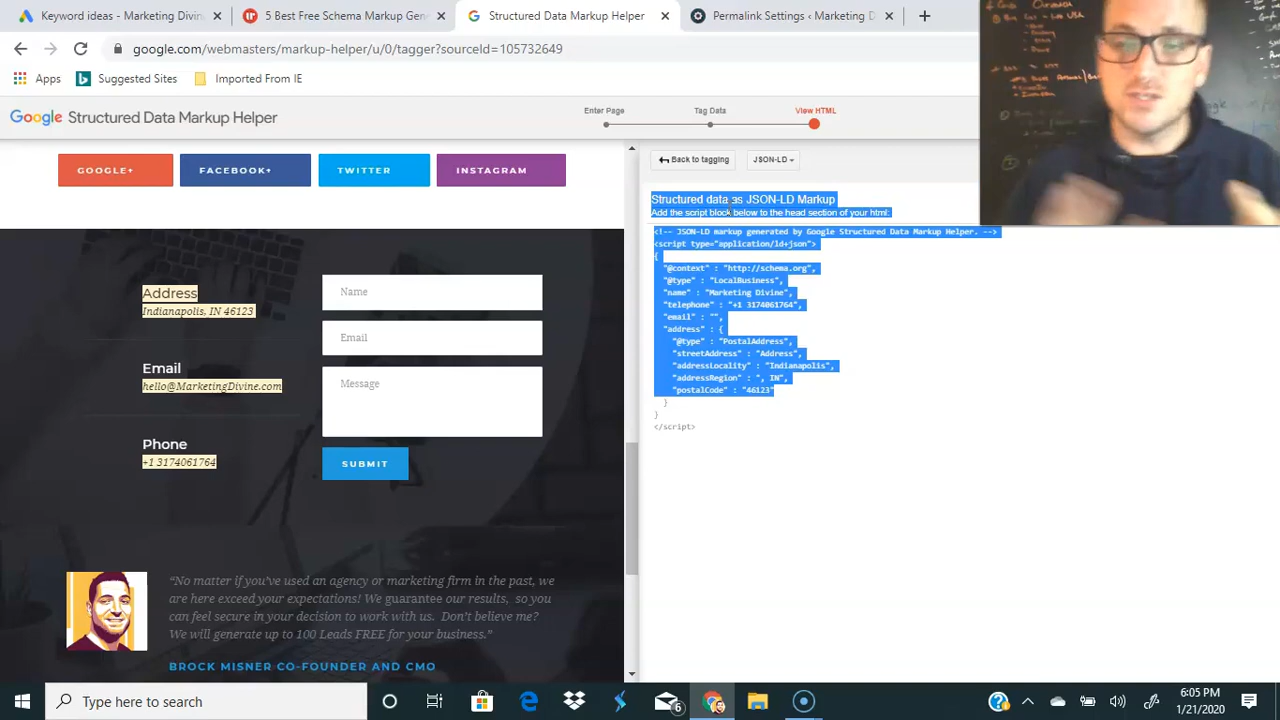 Keyword ideas - Marketing Divine
5 Best Free Schema Markup Gene
Structured Data Markup Helper
Permalink Settings ‹ Marketing D
google.com/webmasters/markup-helper/u/0/tagger?sourceId=105732649
Apps
Suggested Sites
Imported From IE
Google Structured Data Markup Helper
Enter Page
Tag Data
View HTML
GOOGLE+
FACEBOOK+
TWITTER
INSTAGRAM
Address
Indianapolis, IN 46123
Email
hello@MarketingDivine.com
Phone
+1 3174061764
Name
Email
Message
SUBMIT
“No matter if you’ve used an agency or marketing firm in the past, we
are here exceed your expectations! We guarantee our results, so you
can feel secure in your decision to work with us. Don’t believe me?
We will generate up to 100 Leads FREE for your business.”
BROCK MISNER CO-FOUNDER AND CMO
Back to tagging
JSON-LD
Structured data as JSON-LD Markup
Add the script block below to the head section of your html:
<!-- JSON-LD markup generated by Google Structured Data Markup Helper. -->
<script type="application/ld+json">
{
"@context" : "http://schema.org",
"@type" : "LocalBusiness",
"name" : "Marketing Divine",
"telephone" : "+1 3174061764",
"email" : "",
"address" : {
"@type" : "PostalAddress",
"streetAddress" : "Address",
"addressLocality" : "Indianapolis",
"addressRegion" : ", IN",
"postalCode" : "46123"
}
}
</script>
Type here to search
6
6:05 PM
1/21/2020